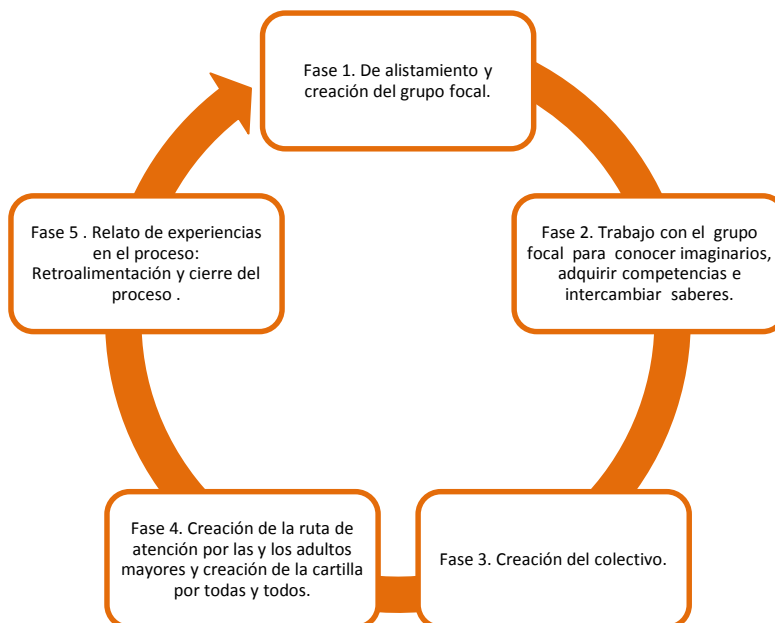 Fase 1. De alistamiento y
creación del grupo focal.
Fase 2. Trabajo con el grupo
focal para conocer imaginarios,
adquirir competencias e
intercambiar saberes.
Fase 3. Creación del colectivo.
Fase 4. Creación de la ruta de
atención por las y los adultos
mayores y creación de la cartilla
por todas y todos.
Fase 5 . Relato de experiencias
en el proceso:
Retroalimentación y cierre del
proceso .